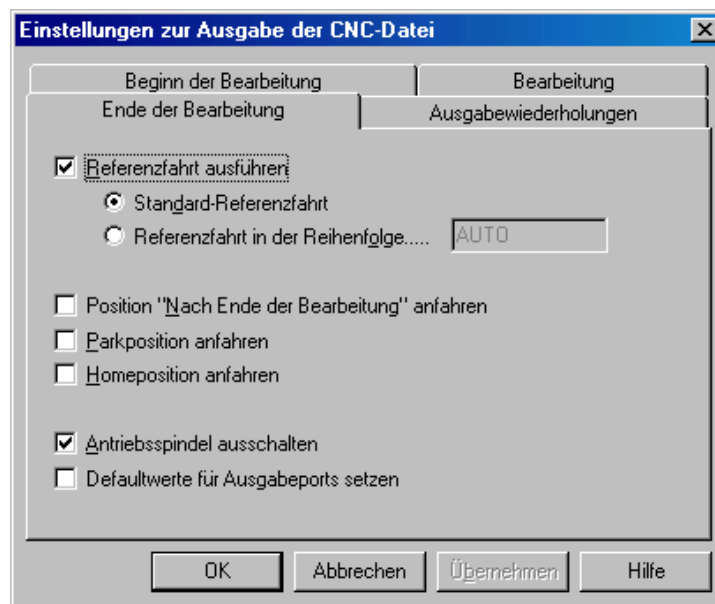 Einstellungen zur Ausgabe der CNC-Datei
Beginn der Bearbeitung
Bearbeitung
Ende der Bearbeitung
Ausgabewiederholungen
Referenzfahrt ausführen
Standard-Referenzfahrt
Referenzfahrt in der Reihenfolge..... AUTO
Position "Nach Ende der Bearbeitung" anfahren
Parkposition anfahren
Homeposition anfahren
Antriebsspindel ausschalten
Defaultwerte für Ausgabeports setzen
OK Abbrechen Übernehmen Hilfe